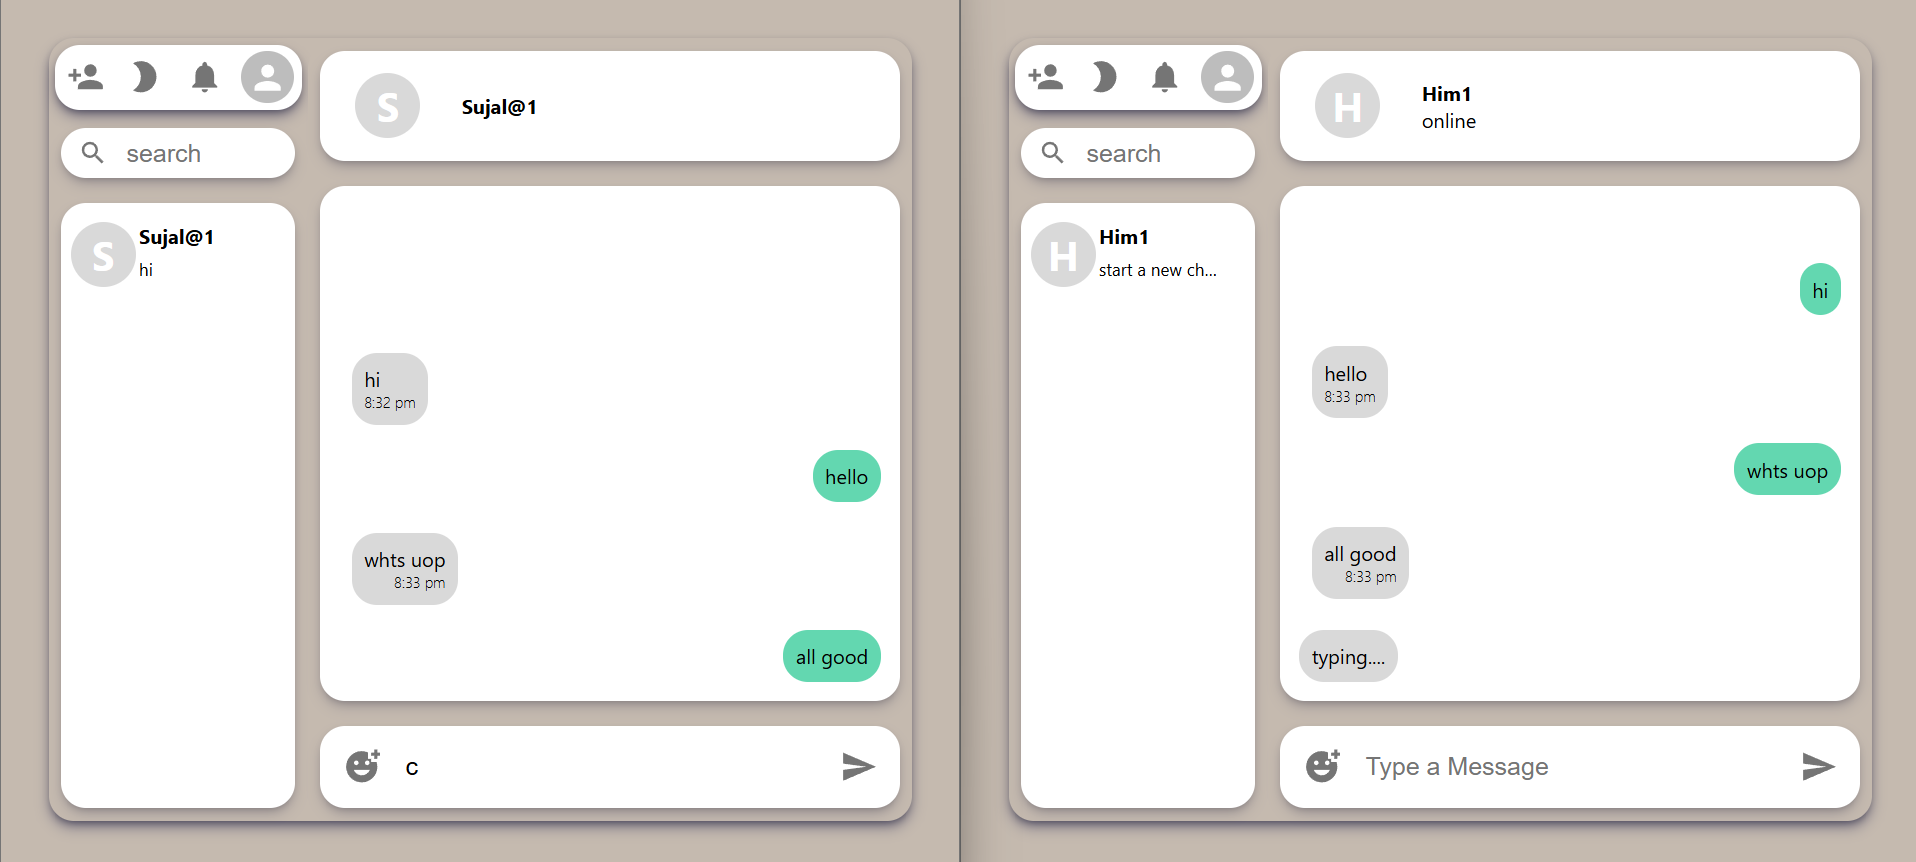 S
Sujal@1
search
S
Sujal@1
hi
hi
8:32 pm
hello
whts uop
8:33 pm
all good
c
H
Him1
online
search
H
Him1
start a new ch...
hi
hello
8:33 pm
whts uop
all good
8:33 pm
typing....
Type a Message